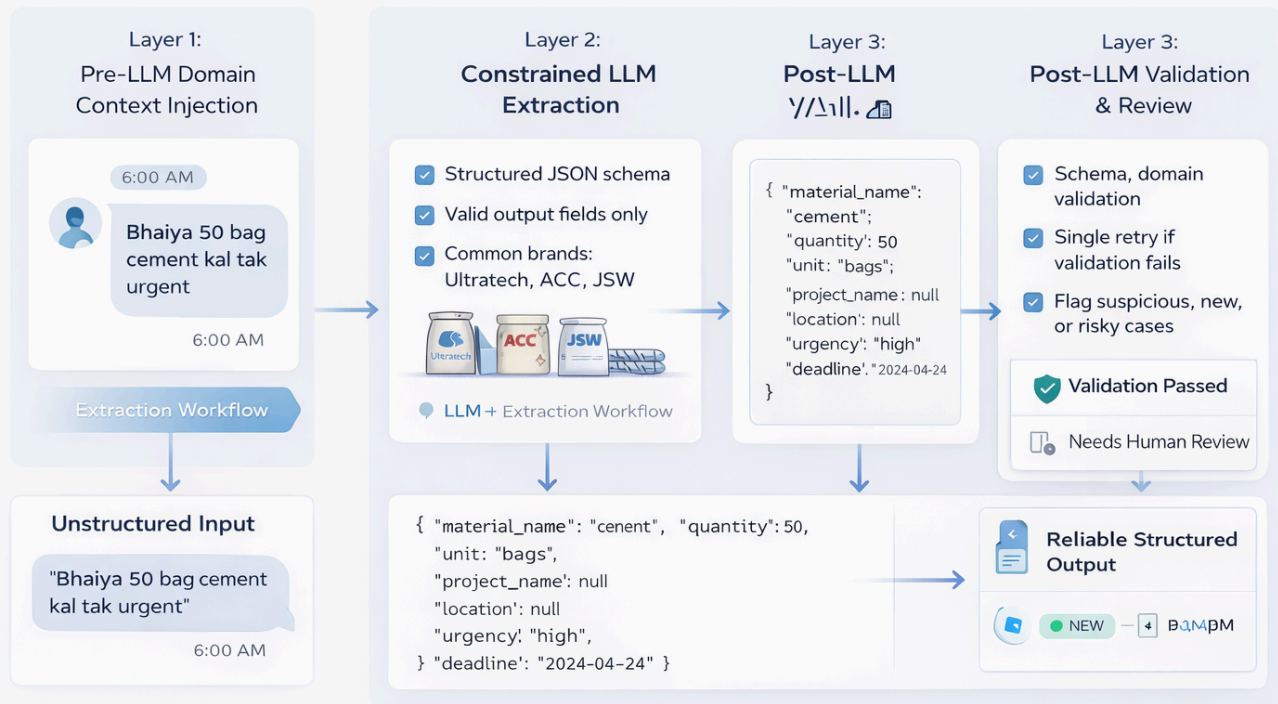 Layer 1:
Pre-LLM Domain
Context Injection
6:00 AM
Bhaiya 50 bag
cement kal tak
urgent
6:00 AM
Extraction Workflow
Unstructured Input
"Bhaiya 50 bag cement
kal tak urgent"
6:00 AM
Layer 2:
Constrained LLM
Extraction
Structured JSON schema
Valid output fields only
Common brands:
Ultratech, ACC, JSW
Ultratech
ACC
JSW
LLM + Extraction Workflow
Layer 3:
Post-LLM
{ "material_name":
"cement";
"quantity': 50
"unit: "bags";
"project_name: null
"location': null
"urgency': "high"
"deadline'." 2024-04-24
}
Layer 3:
Post-LLM Validation
& Review
Schema, domain
validation
Single retry if
validation fails
Flag suspicious, new,
or risky cases
Validation Passed
Needs Human Review
{ "material_name": "cenent", "quantity": 50,
"unit: "bags",
"project_name': null
"location': null
"urgency'. "high",
} "deadline': "2024-04-24" }
Reliable Structured
Output
NEW